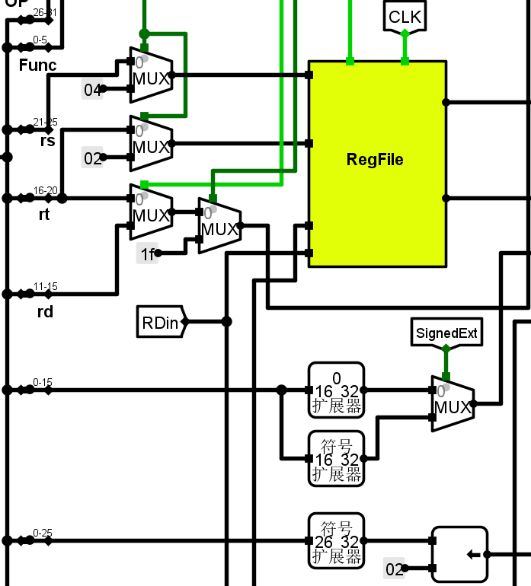 OP
26-31
CLK
0-5
Func
0
MUX
04
21-25
rs
0
MUX
02
RegFile
16-20
rt
0
MUX
0
MUX
1f
11-15
rd
RDin
SignedExt
0-15
0
16 32
扩展器
0
MUX
符号
16 32
扩展器
0-25
符号
26 32
扩展器
02